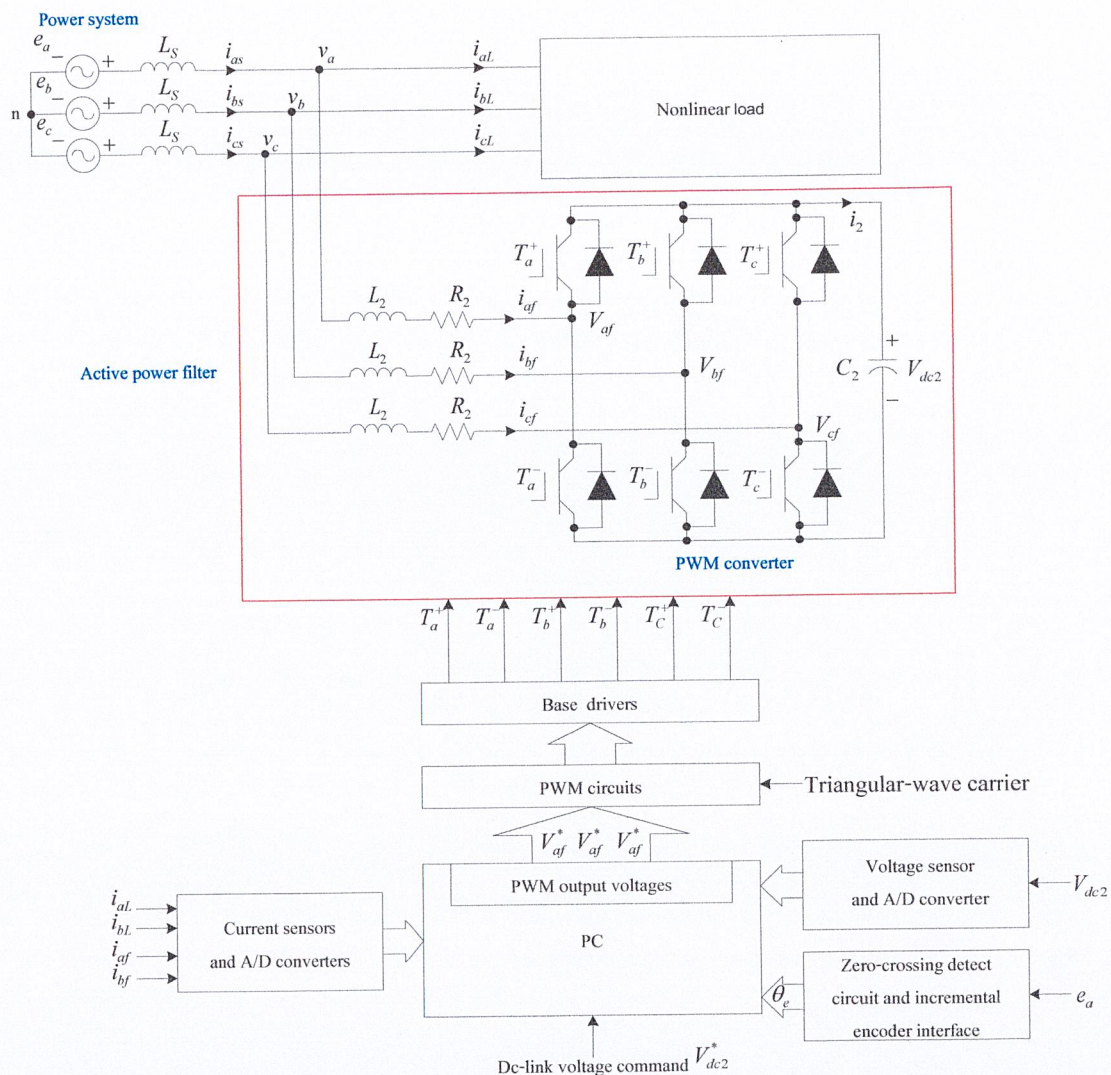 Power system
e_a − + L_S i_as v_a i_aL
e_b − + L_S i_bs v_b i_bL
n
e_c − + L_S i_cs v_c i_cL
Nonlinear load
i_2
T_a^+ T_b^+ T_c^+
L_2 R_2 i_af V_af
L_2 R_2 i_bf V_bf
L_2 R_2 i_cf V_cf
Active power filter
+
C_2 V_dc2
−
T_a^- T_b^- T_c^-
PWM converter
T_a^+ T_a^- T_b^+ T_b^- T_C^+ T_C^-
Base drivers
PWM circuits
Triangular-wave carrier
V_af^* V_af^* V_af^*
PWM output voltages
PC
i_aL
i_bL
i_af
i_bf
Current sensors
and A/D converters
Voltage sensor
and A/D converter
V_dc2
Zero-crossing detect
circuit and incremental
encoder interface
θ_e
e_a
Dc-link voltage command V_dc2^*